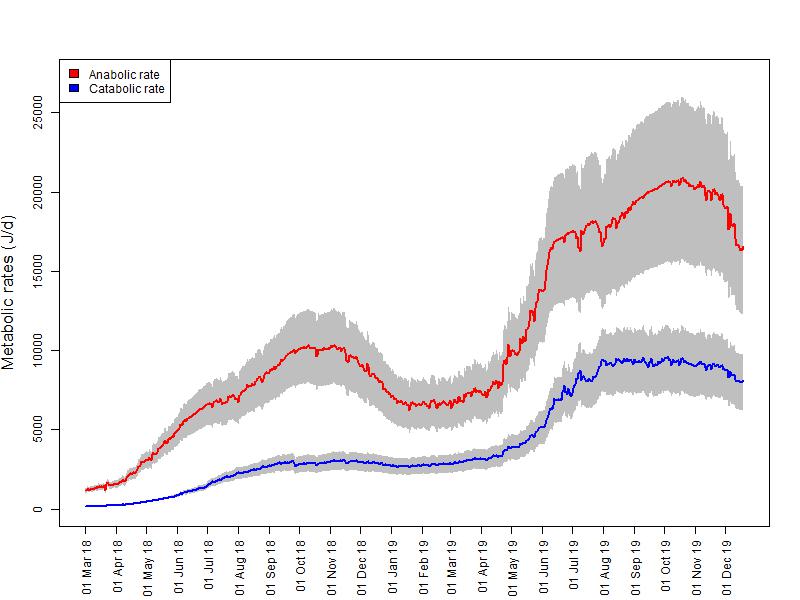 Anabolic rate
Catabolic rate
Metabolic rates (J/d)
25000
20000
15000
10000
5000
0
01 Mar 18
01 Apr 18
01 May 18
01 Jun 18
01 Jul 18
01 Aug 18
01 Sep 18
01 Oct 18
01 Nov 18
01 Dec 18
01 Jan 19
01 Feb 19
01 Mar 19
01 Apr 19
01 May 19
01 Jun 19
01 Jul 19
01 Aug 19
01 Sep 19
01 Oct 19
01 Nov 19
01 Dec 19